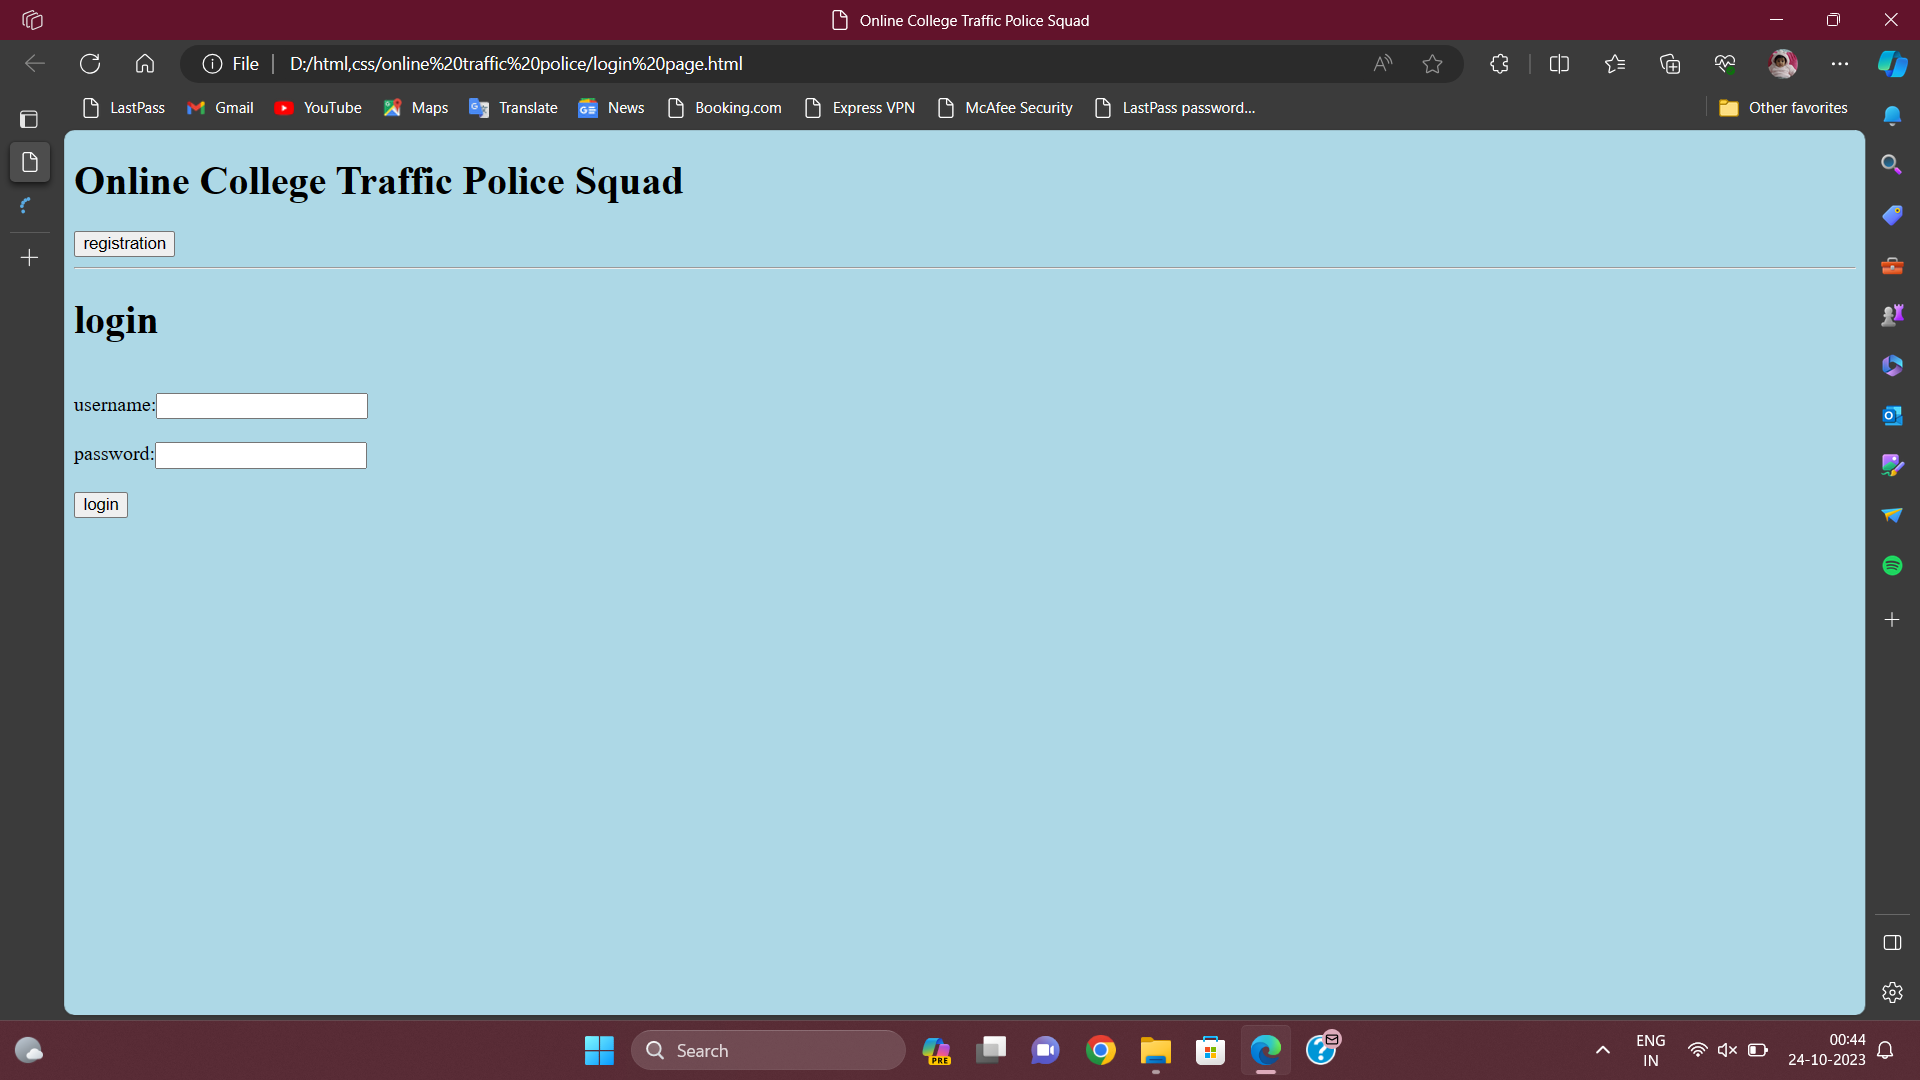 Online College Traffic Police Squad
File
D:/html,css/online%20traffic%20police/login%20page.html
LastPass Gmail YouTube Maps Translate News Booking.com Express VPN McAfee Security LastPass password... Other favorites
Online College Traffic Police Squad
registration
login
username:
password:
login
Search
PRE
ENG
IN
00:44
24-10-2023